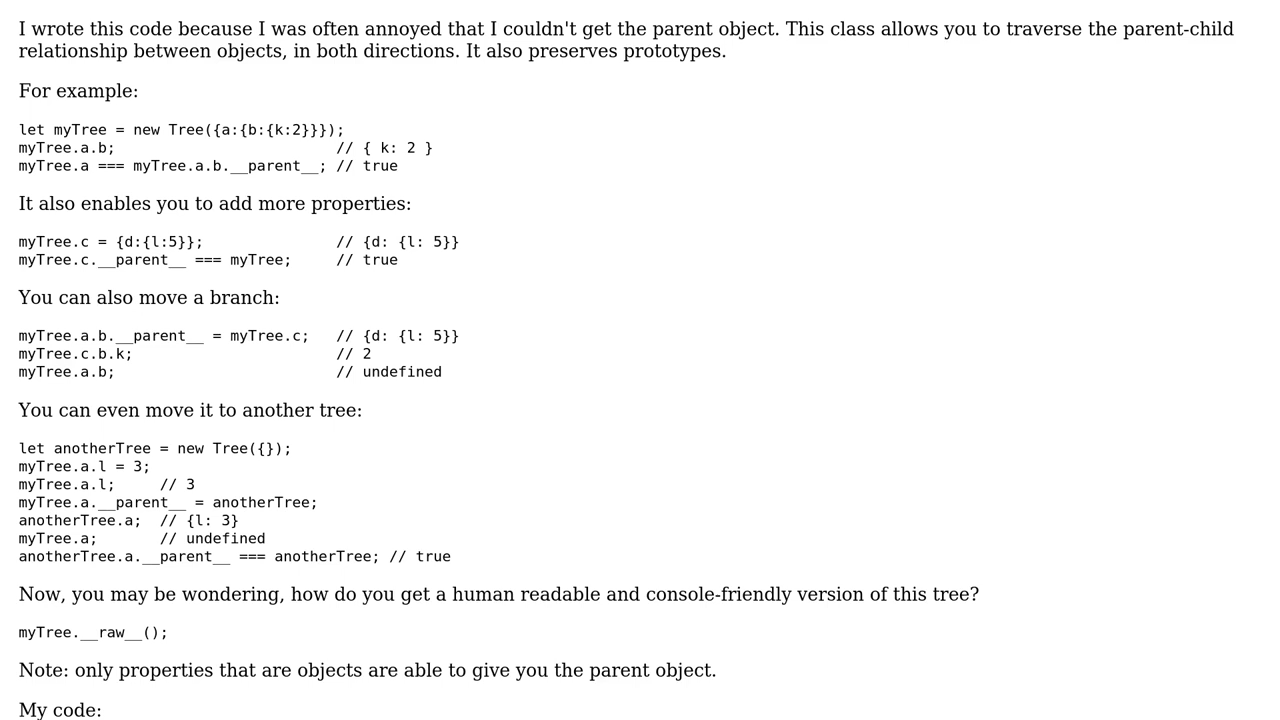 I wrote this code because I was often annoyed that I couldn't get the parent object. This class allows you to traverse the parent-child
relationship between objects, in both directions. It also preserves prototypes.
For example:
let myTree = new Tree({a:{b:{k:2}}});
myTree.a.b;                         // { k: 2 }
myTree.a === myTree.a.b.__parent__; // true
It also enables you to add more properties:
myTree.c = {d:{l:5}};               // {d: {l: 5}}
myTree.c.__parent__ === myTree;     // true
You can also move a branch:
myTree.a.b.__parent__ = myTree.c;   // {d: {l: 5}}
myTree.c.b.k;                       // 2
myTree.a.b;                         // undefined
You can even move it to another tree:
let anotherTree = new Tree({});
myTree.a.l = 3;
myTree.a.l;     // 3
myTree.a.__parent__ = anotherTree;
anotherTree.a;  // {l: 3}
myTree.a;       // undefined
anotherTree.a.__parent__ === anotherTree; // true
Now, you may be wondering, how do you get a human readable and console-friendly version of this tree?
myTree.__raw__();
Note: only properties that are objects are able to give you the parent object.
My code: